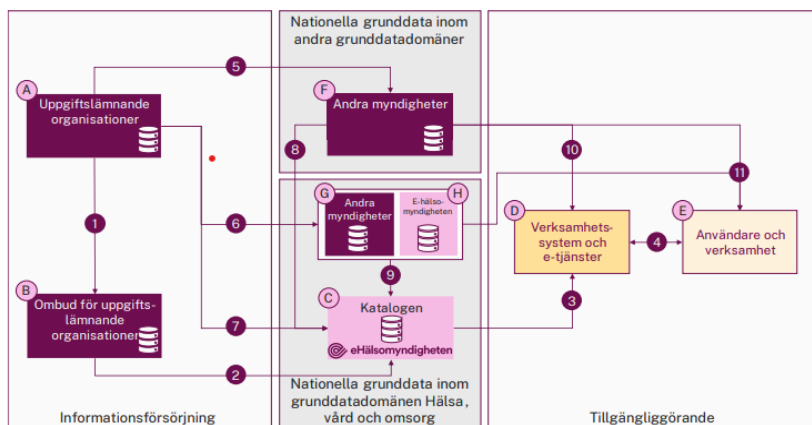 Nationella grunddata inom
andra grunddatadomäner
5
A
Uppgiftslämnande
organisationer
F
Andra myndigheter
8
10
11
1
6
G
Andra
myndigheter
H
E-hälso-
myndigheten
D
Verksamhets-
system och
e-tjänster
4
E
Användare och
verksamhet
9
B
Ombud för uppgifts-
lämnande
organisationer
7
C
Katalogen
eHälsomyndigheten
3
2
Nationella grunddata inom
grunddatadomänen Hälsa,
vård och omsorg
Informationsförsörjning
Tillgängliggörande